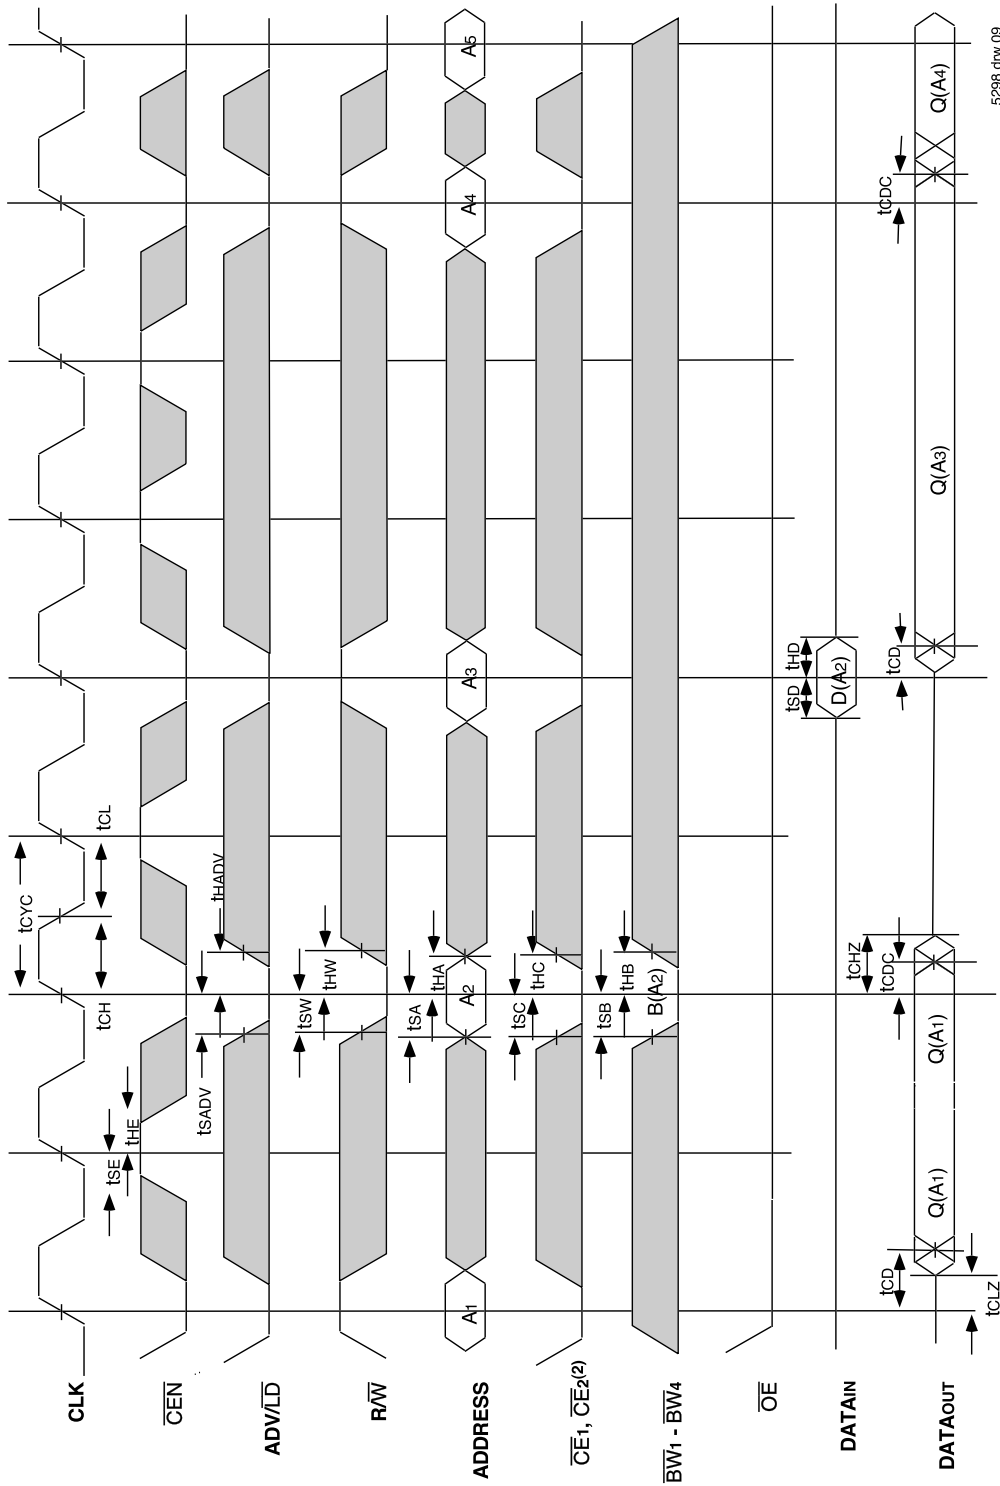 tCYC
tCH
tCL
CLK
tSE
tHE
CEN
tSADV
tHADV
ADV/LD
tSW
tHW
R/W
tSA
tHA
ADDRESS
A1
A2
A3
A4
A5
tSC
tHC
CE1, CE2(2)
tSB
tHB
B(A2)
BW1 - BW4
OE
tSD
tHD
D(A2)
DATAIN
tCD
tCHZ
tCDC
tCD
tCDC
Q(A1)
Q(A1)
Q(A3)
Q(A4)
DATAOUT
tCLZ
5298 drw 09